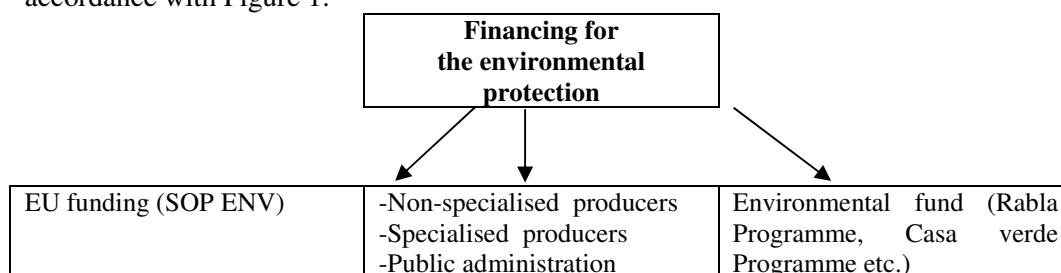 accordance with Figure 1.
Financing for
the environmental
protection
EU funding (SOP ENV)
-Non-specialised producers
-Specialised producers
-Public administration
Environmental fund (Rabla
Programme, Casa verde
Programme etc.)